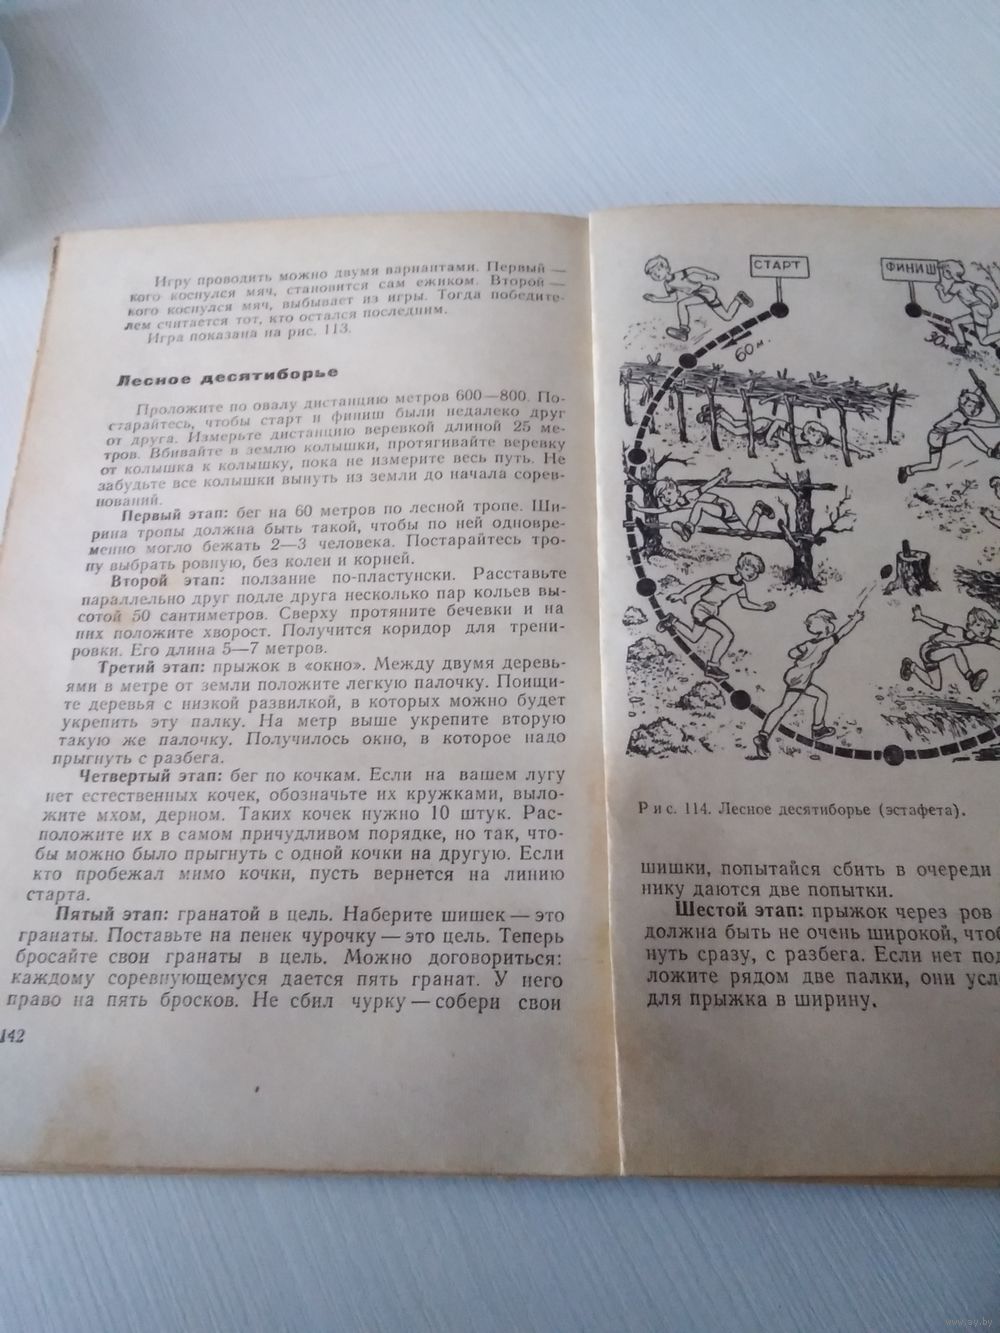 Игру проводить можно двумя вариантами. Первый —
кого коснулся мяч, становится сам ежиком. Второй —
кого коснулся мяч, выбывает из игры. Тогда победите-
лем считается тот, кто остался последним.
Игра показана на рис. 113.
Лесное десятиборье
Проложите по овалу дистанцию метров 600—800. По-
старайтесь, чтобы старт и финиш были недалеко друг
от друга. Измерьте дистанцию веревкой длиной 25 ме-
тров. Вбивайте в землю колышки, протягивайте веревку
от колышка к колышку, пока не измерите весь путь. Не
забудьте все колышки вынуть из земли до начала сорев-
нований.
Первый этап: бег на 60 метров по лесной тропе. Ши-
рина тропы должна быть такой, чтобы по ней одновре-
менно могло бежать 2—3 человека. Постарайтесь тро-
пу выбрать ровную, без колеи и корней.
Второй этап: ползание по-пластунски. Расставьте
параллельно друг подле друга несколько пар кольев вы-
сотой 50 сантиметров. Сверху протяните бечевки и на
них положите хворост. Получится коридор для трени-
ровки. Его длина 5—7 метров.
Третий этап: прыжок в «окно». Между двумя деревь-
ями в метре от земли положите легкую палочку. Поищи-
те деревья с низкой развилкой, в которых можно будет
укрепить эту палку. На метр выше укрепите вторую
такую же палочку. Получилось окно, в которое надо
прыгнуть с разбега.
Четвертый этап: бег по кочкам. Если на вашем лугу
нет естественных кочек, обозначьте их кружками, выло-
жите мхом, дерном. Таких кочек нужно 10 штук. Рас-
положите их в самом причудливом порядке, но так, что-
бы можно было прыгнуть с одной кочки на другую. Если
кто пробежал мимо кочки, пусть вернется на линию
старта.
Пятый этап: гранатой в цель. Наберите шишек — это
гранаты. Поставьте на пенек чурочку — это цель. Теперь
бросайте свои гранаты в цель. Можно договориться:
каждому соревнующемуся дается пять гранат. У него
право на пять бросков. Не сбил чурку — собери свои
142
СТАРТ
ФИНИШ
60 м.
30м
Рис. 114. Лесное десятиборье (эстафета).
шишки, попытайся сбить в очереди
нику даются две попытки.
Шестой этап: прыжок через ров
должна быть не очень широкой, чтоб
нуть сразу, с разбега. Если нет под
ложите рядом две палки, они усл
для прыжка в ширину.
www.ay.by